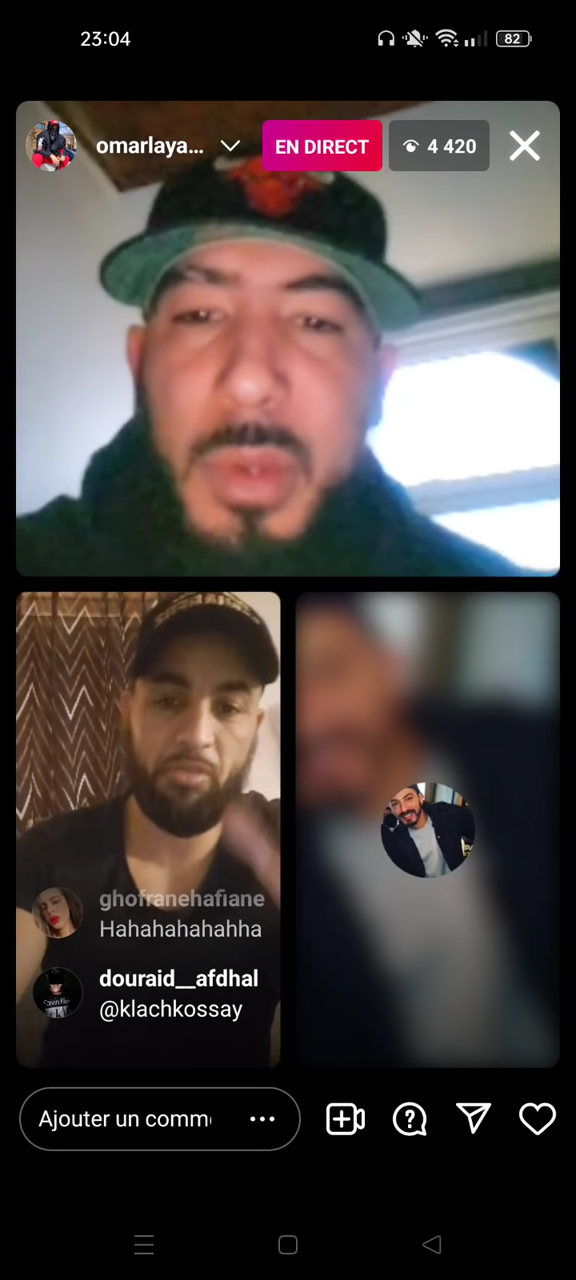 23:04
82
omarlaya...
EN DIRECT
4 420
ghofranehafiane
Hahahahahahha
douraid__afdhal
@klachkossay
Ajouter un comm